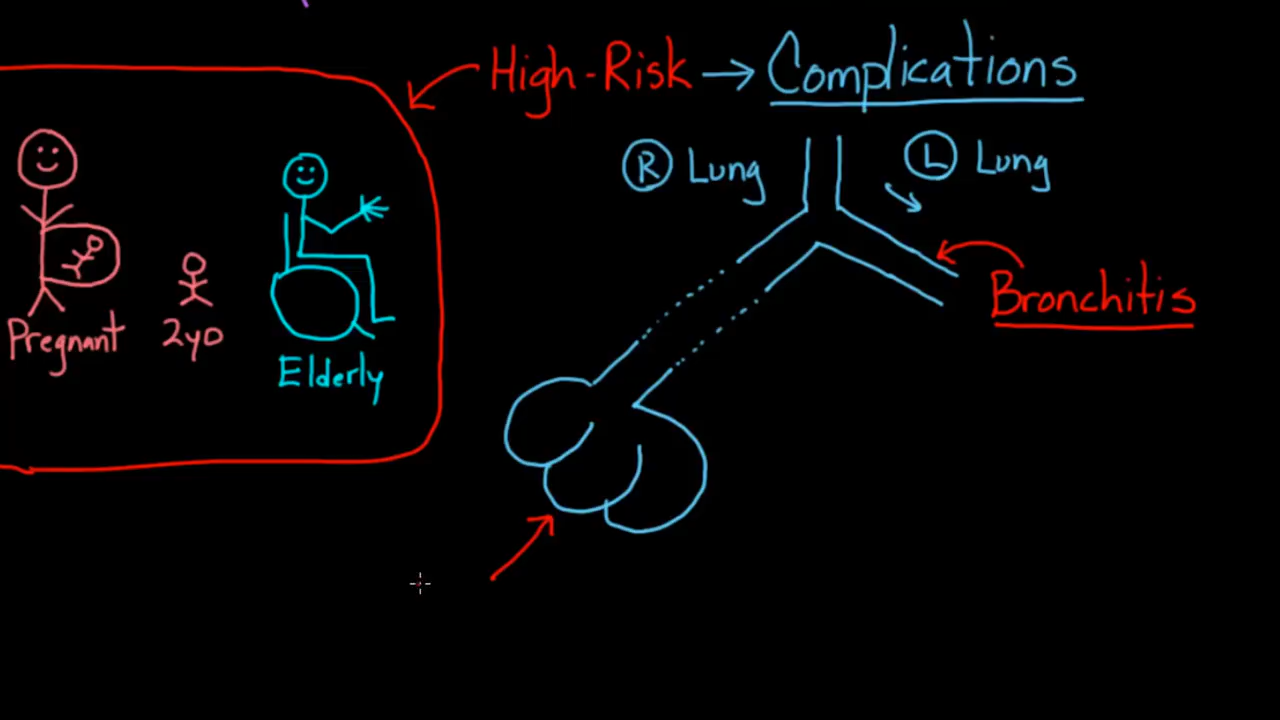 High-Risk → Complications
Ⓡ Lung
Ⓛ Lung
Bronchitis
Pregnant
2yo
Elderly